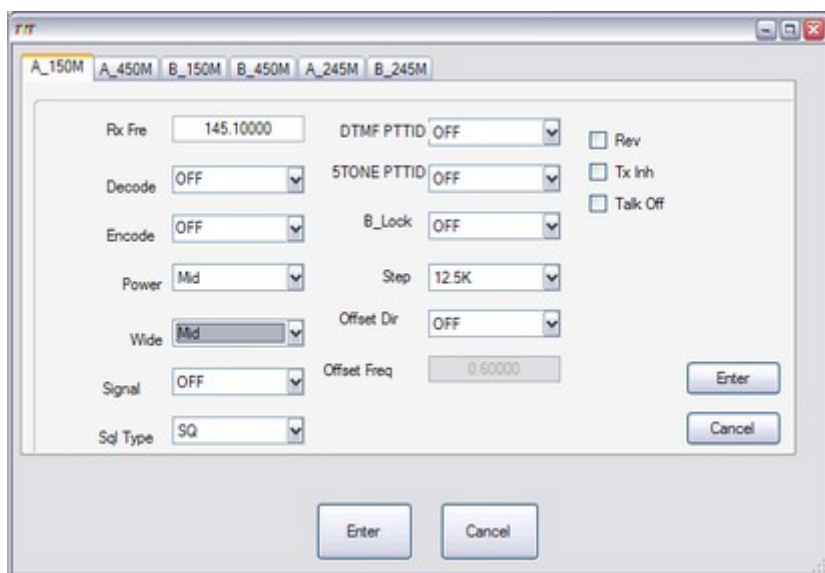 TIT
A_150M A_450M B_150M B_450M A_245M B_245M
Rx Fre 145.10000 DTMF PTTID OFF Rev
Decode OFF 5TONE PTTID OFF Tx Inh
Encode OFF B_Lock OFF Talk Off
Power Mid Step 12.5K
Wide Mid Offset Dir OFF
Signal OFF Offset Freq 0.60000 Enter
Sql Type SQ Cancel
Enter Cancel